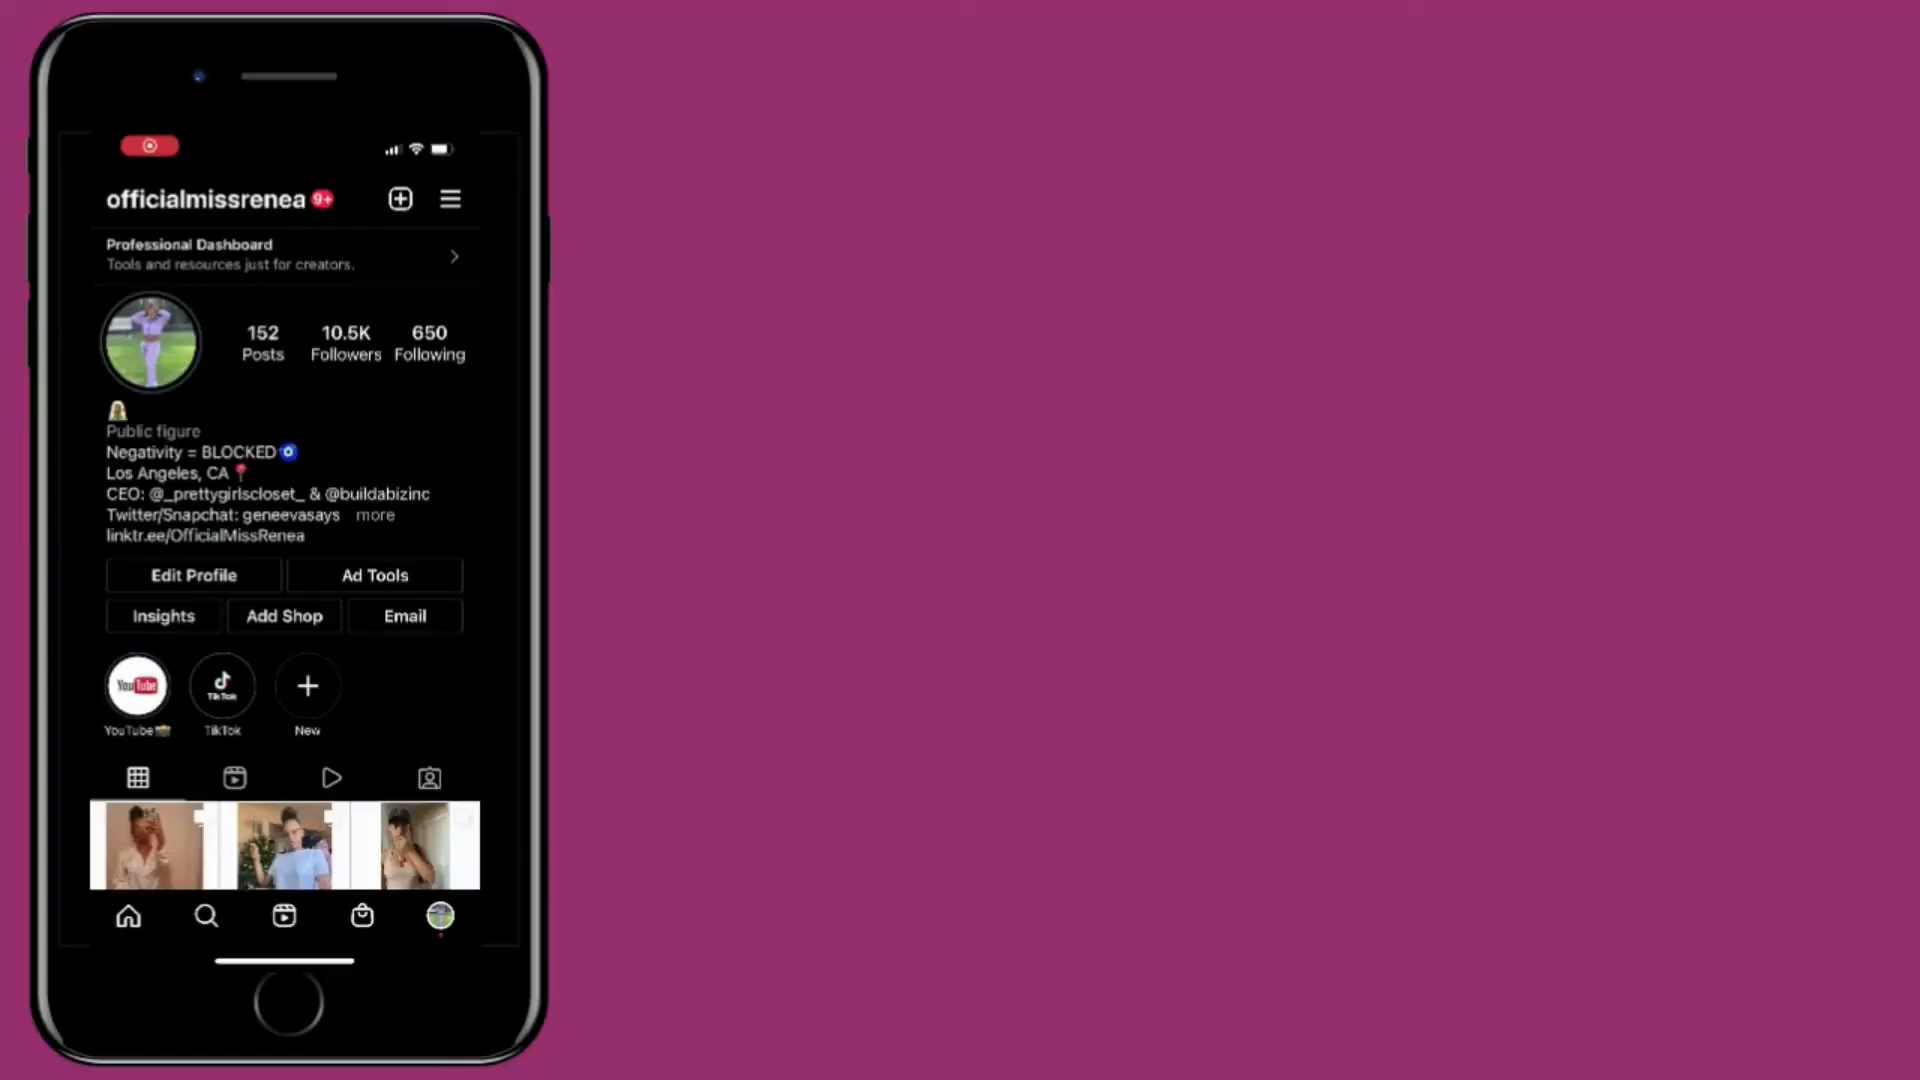 officialmissrenea 9+
Professional Dashboard
Tools and resources just for creators.
152 10.5K 650
Posts Followers Following
Public figure
Negativity = BLOCKED🧿
Los Angeles, CA📍
CEO: @_prettygirlscloset_ & @buildabizinc
Twitter/Snapchat: geneevasays more
linktr.ee/OfficialMissRenea
Edit Profile Ad Tools
Insights Add Shop Email
YouTube TikTok
YouTube📸 TikTok New